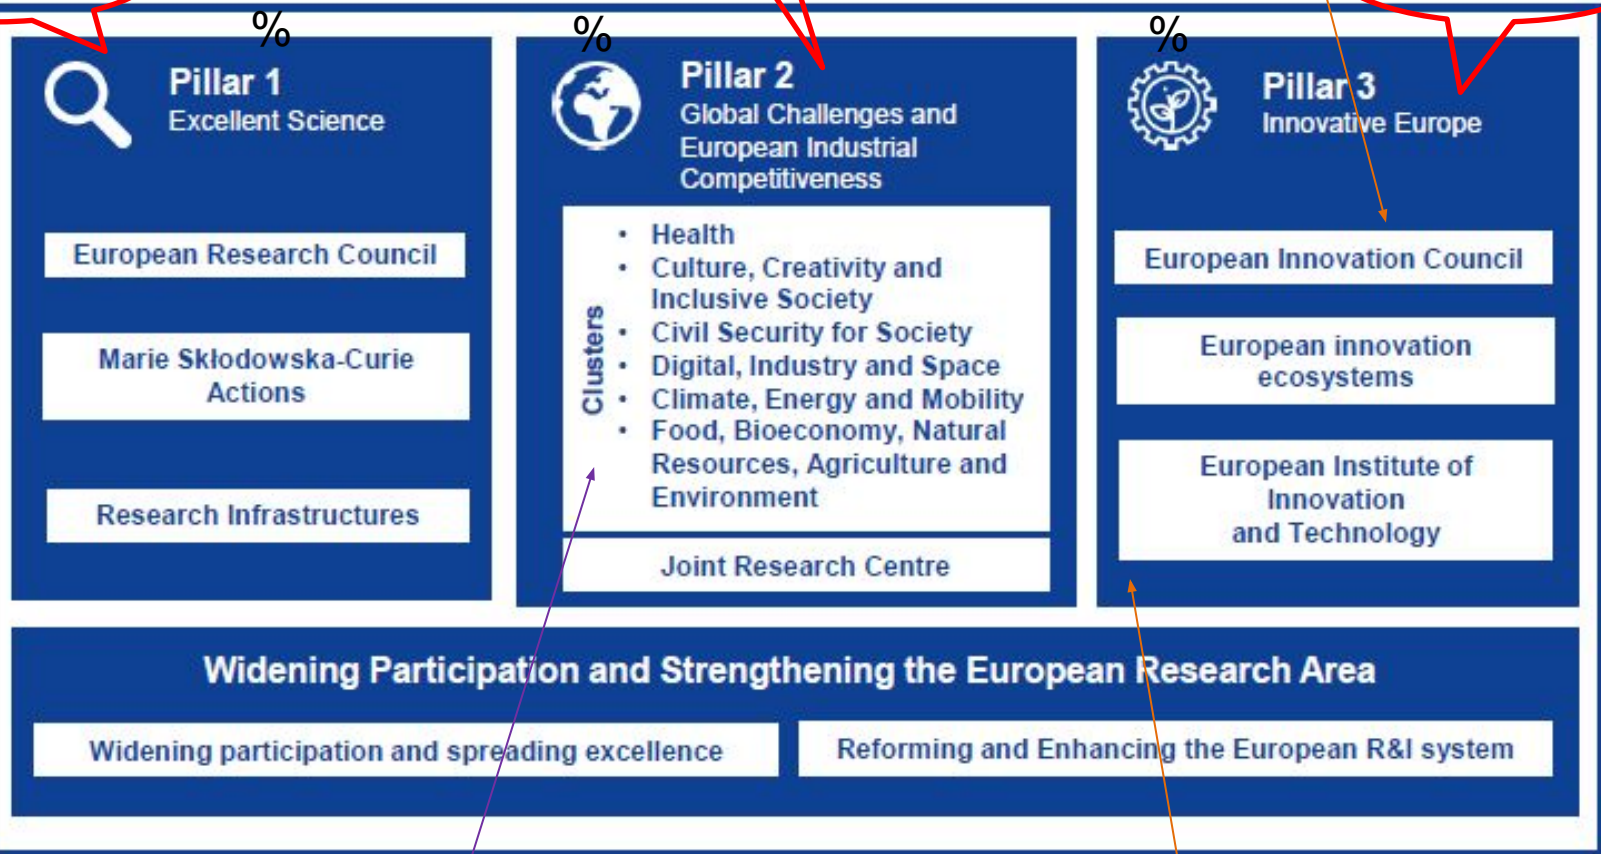 %
%
%
Pillar 1
Excellent Science
European Research Council
Marie Skłodowska-Curie
Actions
Research Infrastructures
Pillar 2
Global Challenges and
European Industrial
Competitiveness
Clusters
• Health
• Culture, Creativity and
Inclusive Society
• Civil Security for Society
• Digital, Industry and Space
• Climate, Energy and Mobility
• Food, Bioeconomy, Natural
Resources, Agriculture and
Environment
Joint Research Centre
Pillar 3
Innovative Europe
European Innovation Council
European innovation
ecosystems
European Institute of
Innovation
and Technology
Widening Participation and Strengthening the European Research Area
Widening participation and spreading excellence
Reforming and Enhancing the European R&I system